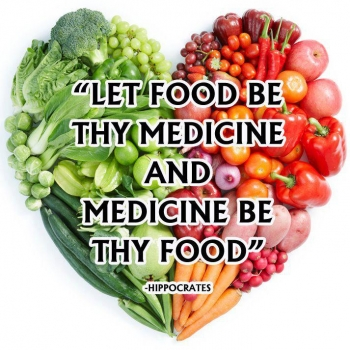 “LET FOOD BE
THY MEDICINE
AND
MEDICINE BE
THY FOOD”
-HIPPOCRATES